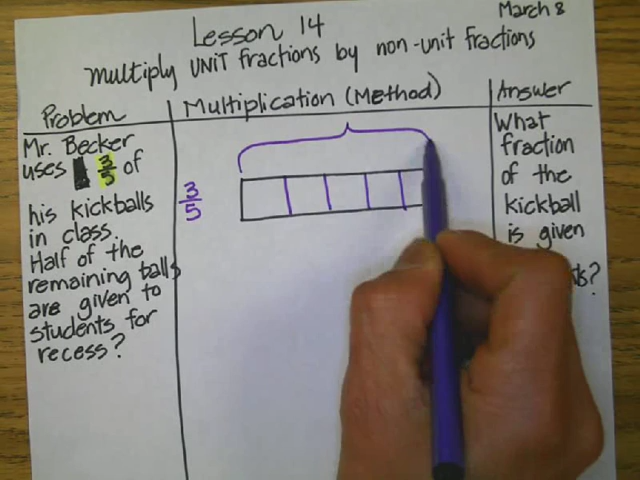 March 8
Lesson 14
Multiply UNIT fractions by non-unit fractions
Problem
Mr. Becker
uses 3/5 of
his kickballs
in class.
Half of the
remaining balls
are given to
students for
recess?
Multiplication (Method)
3/5
Answer
What
fraction
of the
kickball
is given